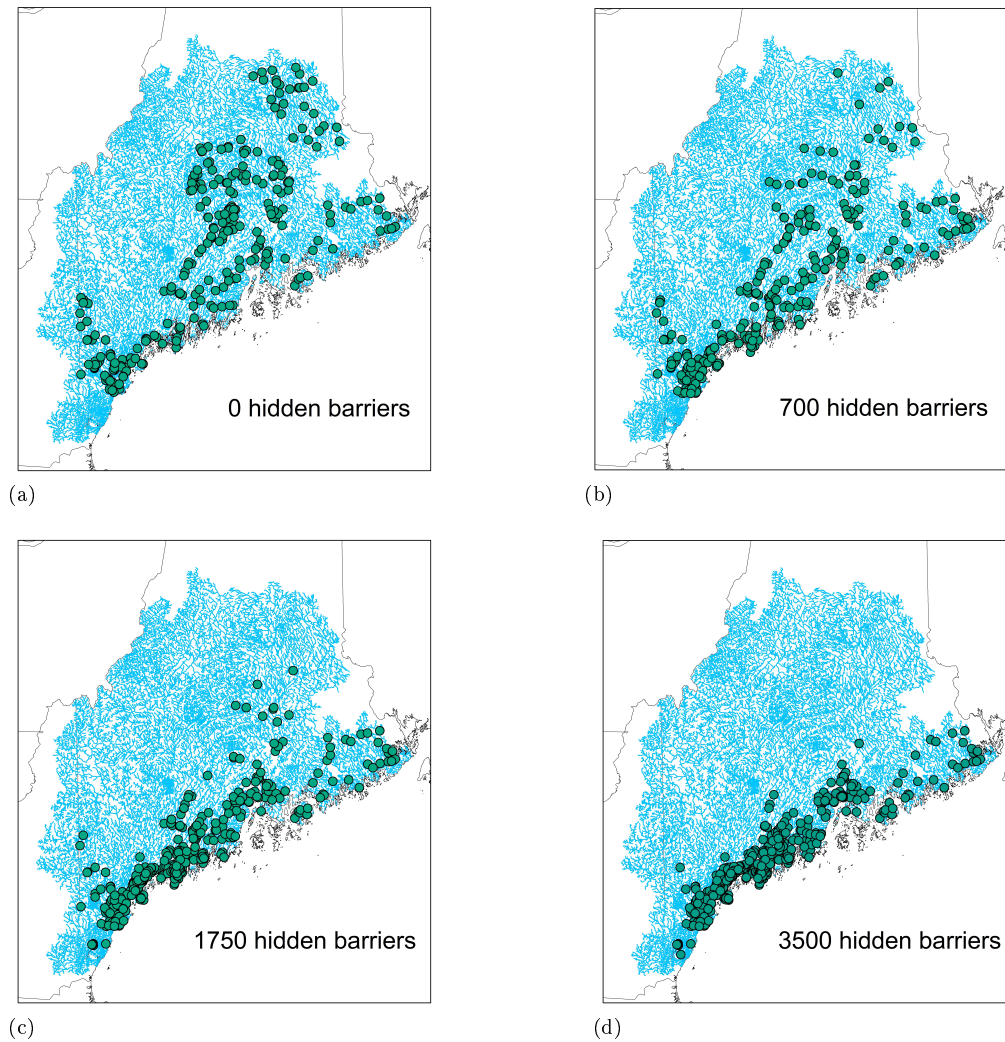 0 hidden barriers
700 hidden barriers
(a)
(b)
1750 hidden barriers
3500 hidden barriers
(c)
(d)